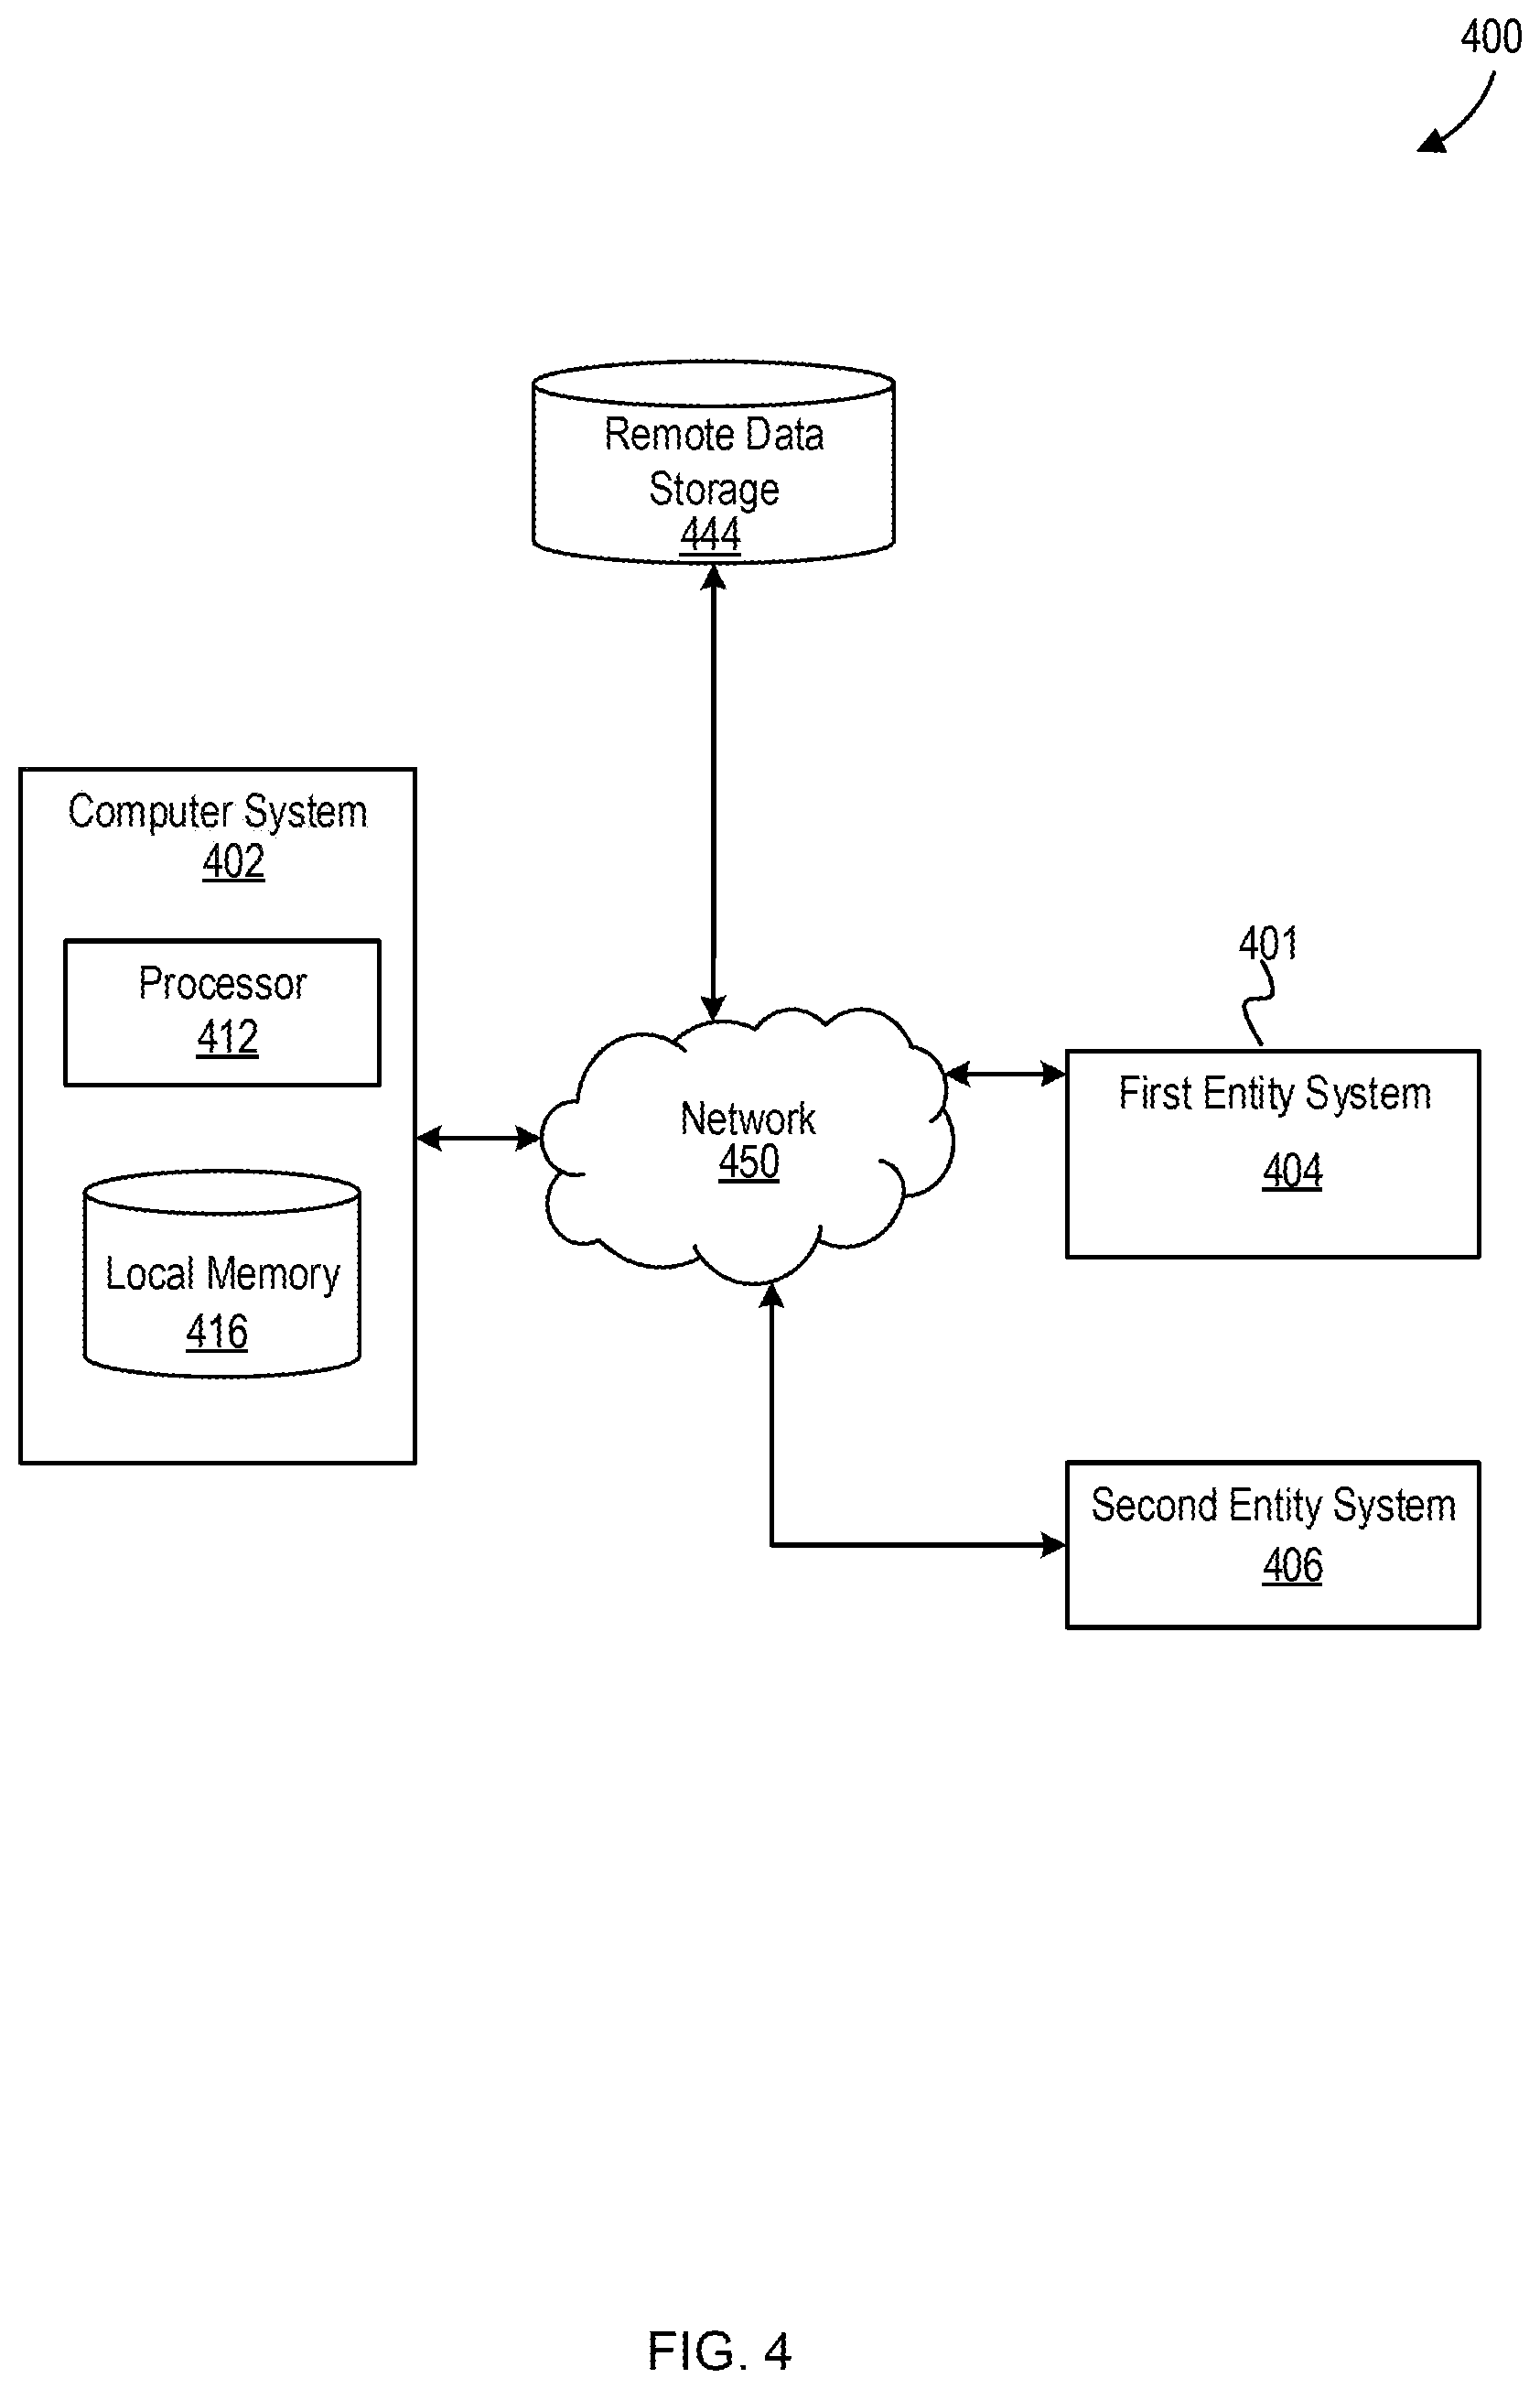 400
Remote Data
Storage
444
Computer System
402
Processor
412
Local Memory
416
Network
450
401
First Entity System
404
Second Entity System
406
FIG. 4